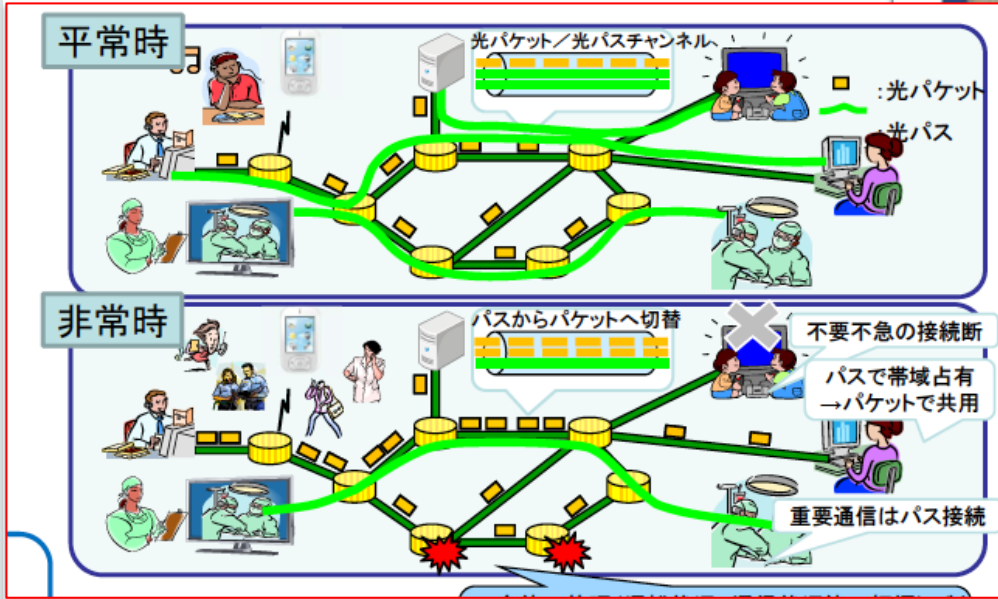 平常時
光パケット／光パスチャンネル
:光パケット
:光パス
非常時
パスからパケットへ切替
不要不急の接続断
パスで帯域占有
→パケットで共用
重要通信はパス接続